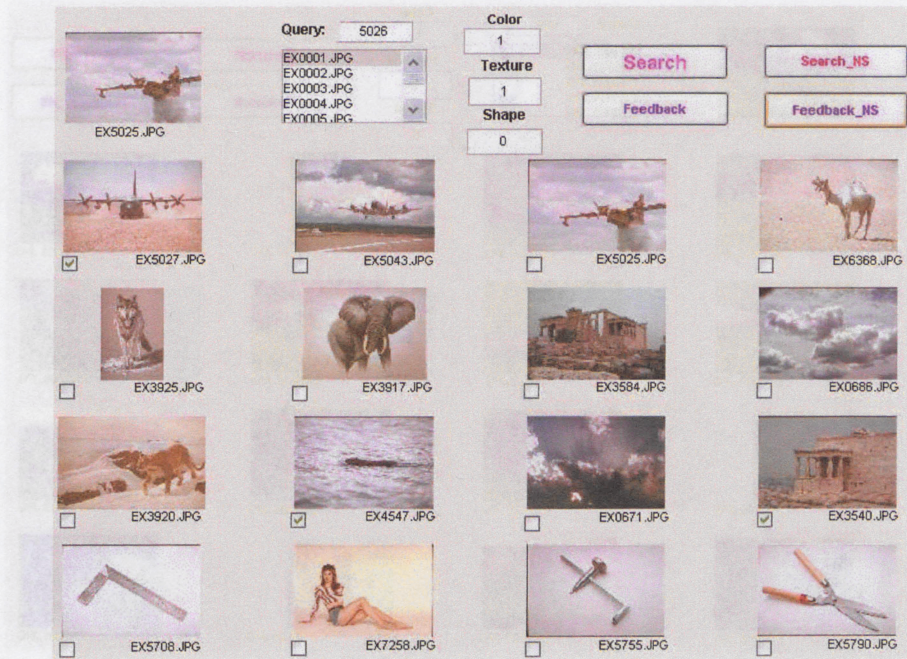 Query: 5026
Color
1
Texture
1
Shape
0
EX0001.JPG
EX0002.JPG
EX0003.JPG
EX0004.JPG
EX0005.JPG
Search
Search_NS
Feedback
Feedback_NS
EX5025.JPG
EX5027.JPG
EX5043.JPG
EX5025.JPG
EX6368.JPG
EX3925.JPG
EX3917.JPG
EX3584.JPG
EX0686.JPG
EX3920.JPG
EX4547.JPG
EX0671.JPG
EX3540.JPG
EX5708.JPG
EX7258.JPG
EX5755.JPG
EX5790.JPG